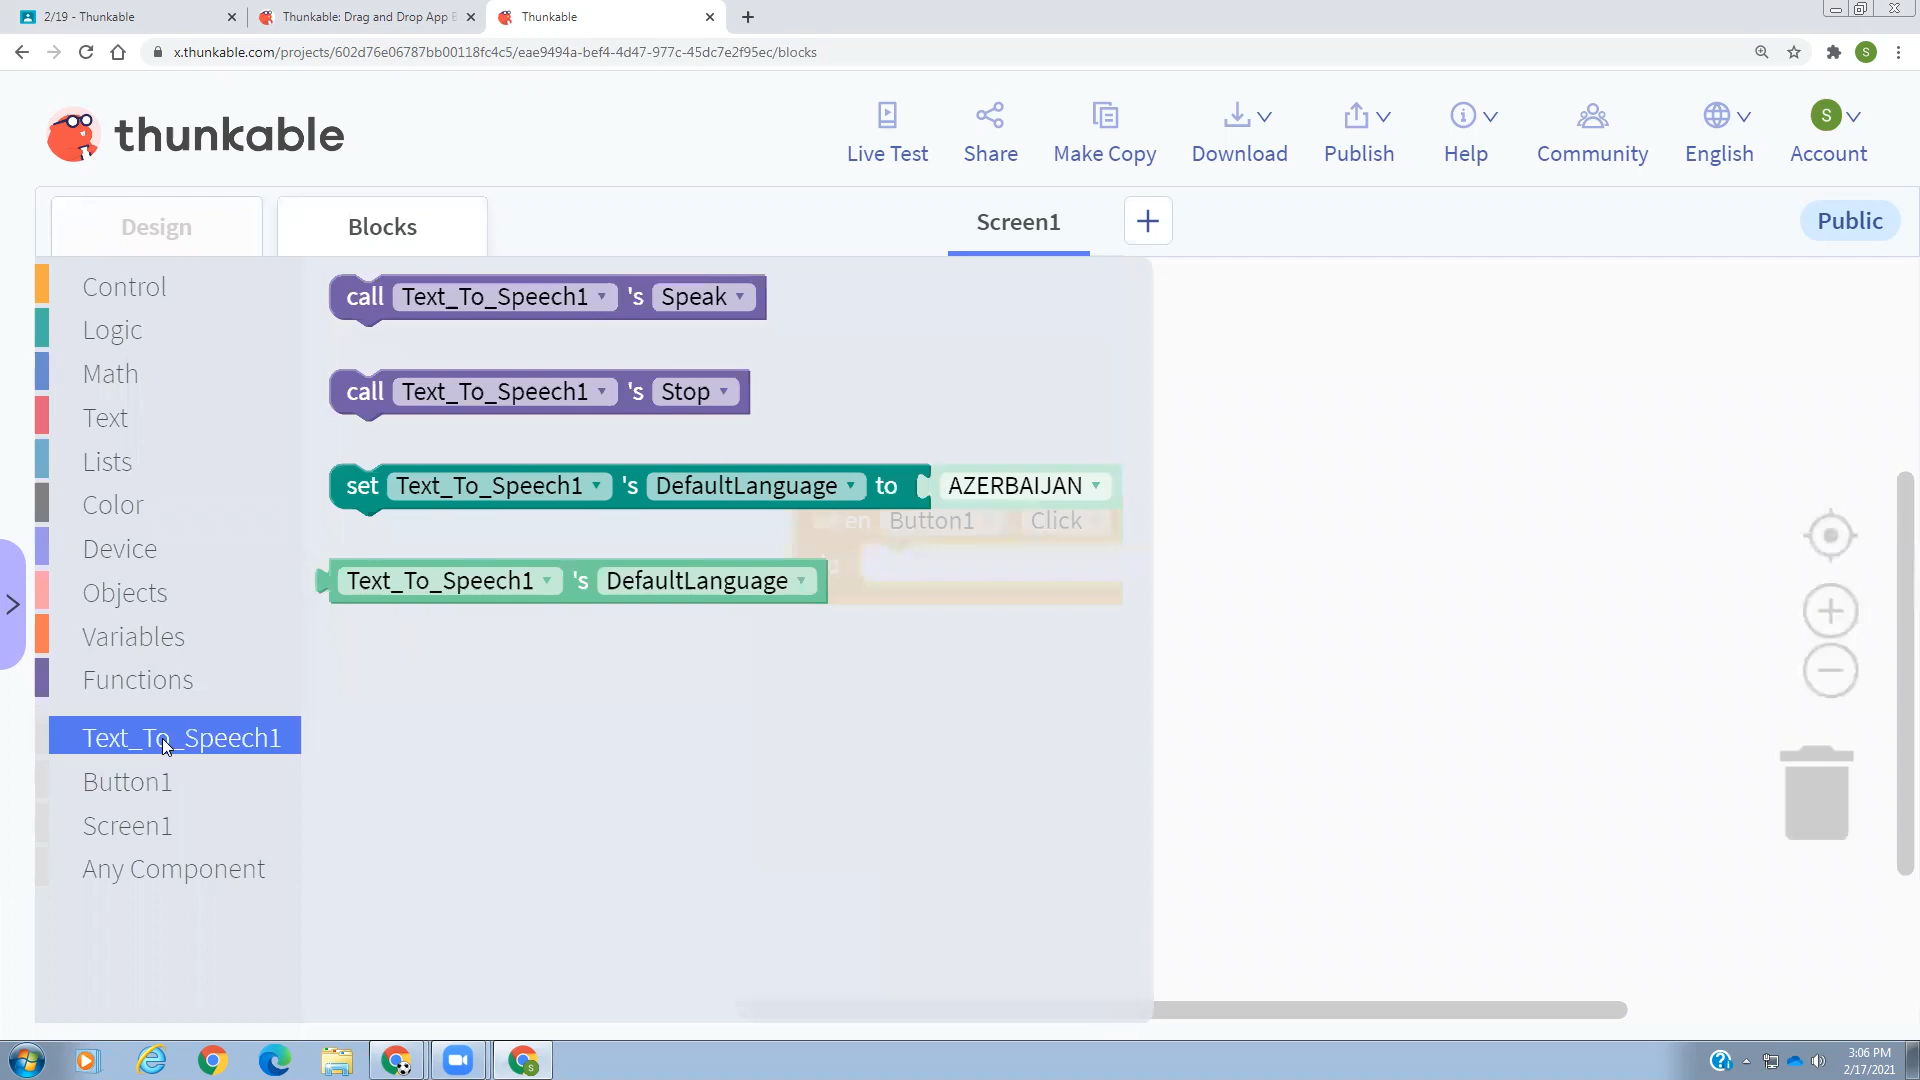 2/19 - Thunkable
Thunkable: Drag and Drop App B
Thunkable
x.thunkable.com/projects/602d76e06787bb00118fc4c5/eae9494a-bef4-4d47-977c-45dc7e2f95ec/blocks
S
thunkable
Live Test
Share
Make Copy
Download
Publish
Help
Community
English
S
Account
Design
Blocks
Screen1
Public
Control
Logic
Math
Text
Lists
Color
Device
Objects
Variables
Functions
Text_To_Speech1
Button1
Screen1
Any Component
call Text_To_Speech1 's Speak
call Text_To_Speech1 's Stop
set Text_To_Speech1 's DefaultLanguage to AZERBAIJAN
en Button1 Click
Text_To_Speech1 's DefaultLanguage
3:06 PM
2/17/2021